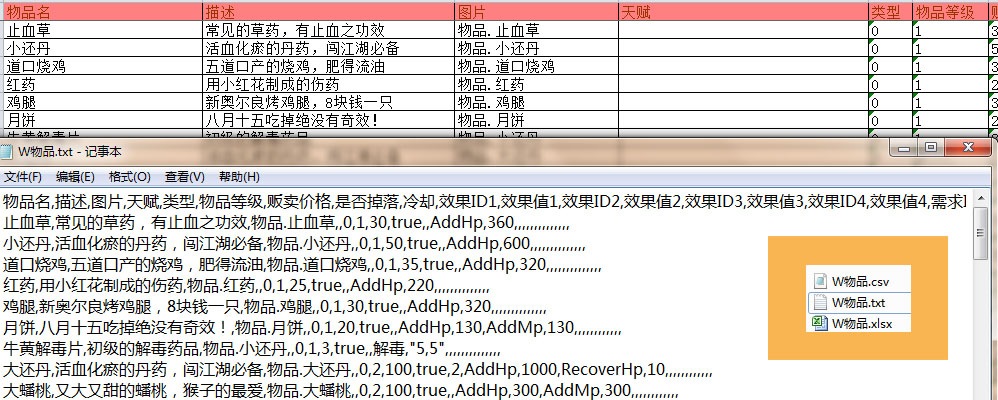 物品名 描述 图片 天赋 类型 物品等级
止血草 常见的草药，有止血之功效 物品.止血草 0 1 3
小还丹 活血化瘀的丹药，闯江湖必备 物品.小还丹 0 1 5
道口烧鸡 五道口产的烧鸡，肥得流油 物品.道口烧鸡 0 1 3
红药 用小红花制成的伤药 物品.红药 0 1 2
鸡腿 新奥尔良烤鸡腿，8块钱一只 物品.鸡腿 0 1 3
月饼 八月十五吃掉绝没有奇效！ 物品.月饼 0 1 2
牛黄解毒片 初级的解毒药品 物品.小还丹 0 1
W物品.txt - 记事本
文件(F) 编辑(E) 格式(O) 查看(V) 帮助(H)
物品名,描述,图片,天赋,类型,物品等级,贩卖价格,是否掉落,冷却,效果ID1,效果值1,效果ID2,效果值2,效果ID3,效果值3,效果ID4,效果值4,需求
止血草,常见的草药，有止血之功效,物品.止血草,,0,1,30,true,,AddHp,360,,,,,,,,,,,,,,
小还丹,活血化瘀的丹药，闯江湖必备,物品.小还丹,,0,1,50,true,,AddHp,600,,,,,,,,,,,,,,
道口烧鸡,五道口产的烧鸡，肥得流油,物品.道口烧鸡,,0,1,35,true,,AddHp,320,,,,,,,,,,,,,,
红药,用小红花制成的伤药,物品.红药,,0,1,25,true,,AddHp,220,,,,,,,,,,,,,,
鸡腿,新奥尔良烤鸡腿，8块钱一只,物品.鸡腿,,0,1,30,true,,AddHp,320,,,,,,,,,,,,,,
月饼,八月十五吃掉绝没有奇效！,物品.月饼,,0,1,20,true,,AddHp,130,AddMp,130,,,,,,,,,,,,
牛黄解毒片,初级的解毒药品,物品.小还丹,,0,1,3,true,,解毒,"5,5",,,,,,,,,,,,,,
大还丹,活血化瘀的丹药，闯江湖必备,物品.大还丹,,0,2,100,true,2,AddHp,1000,RecoverHp,10,,,,,,,,,,,,
大蟠桃,又大又甜的蟠桃，猴子的最爱,物品.大蟠桃,,0,2,100,true,,AddHp,300,AddMp,300,,,,,,,,,,,,
W物品.csv
W物品.txt
W物品.xlsx